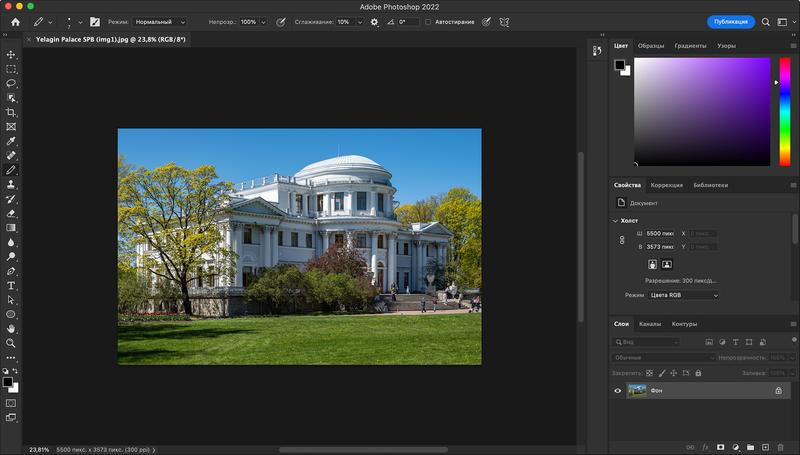 Adobe Photoshop 2022
Режим: Нормальный Непрозр.: 100% Сглаживание: 10% 0° Автостирание Публикация
Yelagin Palace SPB (img1).jpg @ 23,8% (RGB/8*)
Цвет Образцы Градиенты Узоры
Свойства Коррекция Библиотеки
Документ
Холст
Ш 5500 пикс X 0 пикс.
В 3573 пикс Y 0 пикс.
Разрешение: 300 пикс/д...
Режим Цвета RGB
Слои Каналы Контуры
Вид
Обычные Непрозрачность: 100%
Закрепить: Заливка: 100%
Фон
fx
23,81% 5500 пикс. x 3573 пикс. (300 ppi)